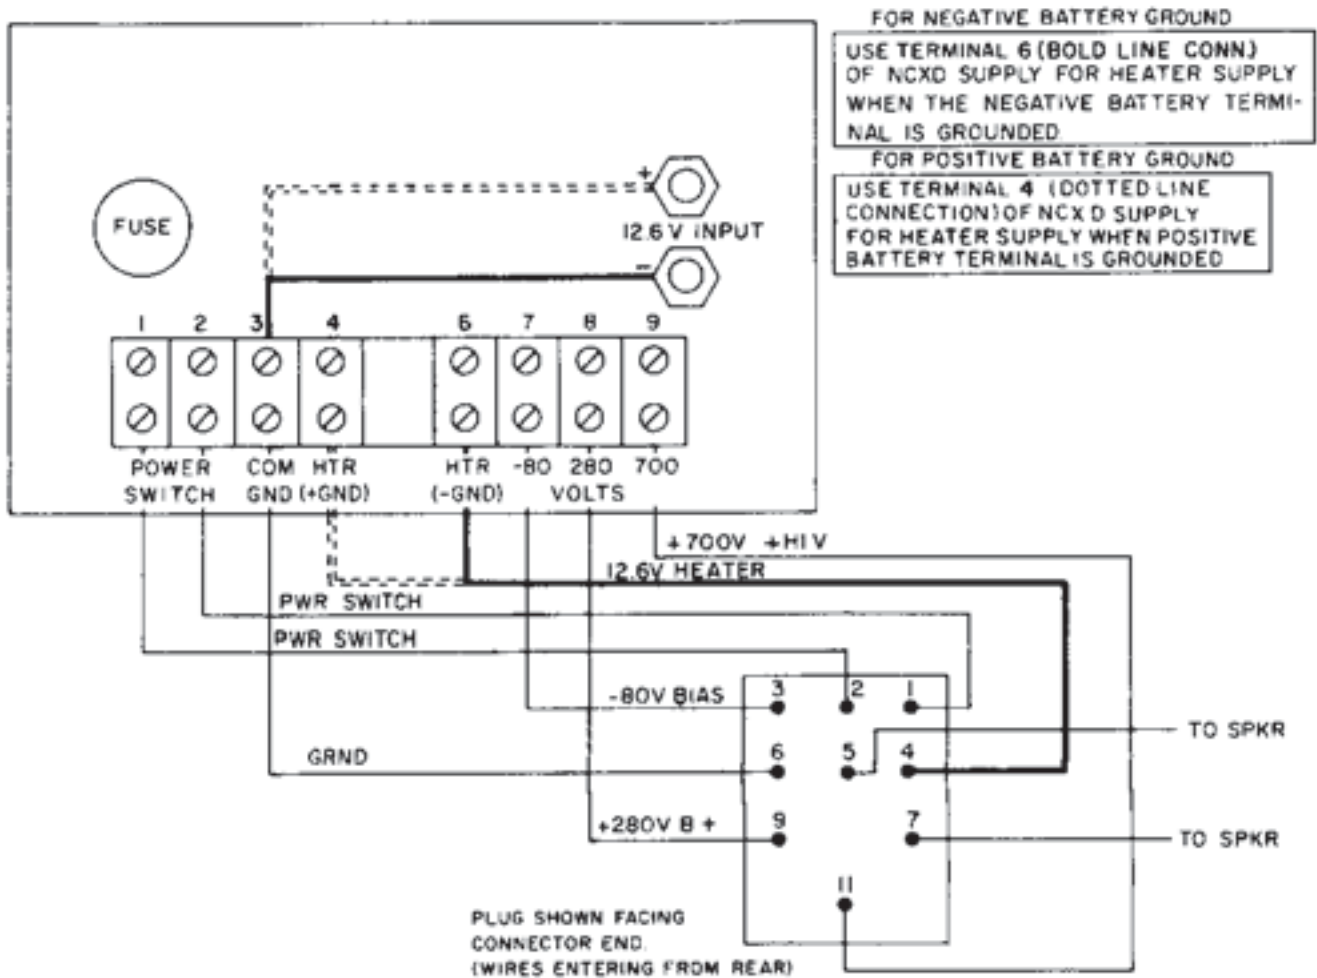 FOR NEGATIVE BATTERY GROUND
USE TERMINAL 6 (BOLD LINE CONN.)
OF NCXD SUPPLY FOR HEATER SUPPLY
WHEN THE NEGATIVE BATTERY TERMI-
NAL IS GROUNDED
FOR POSITIVE BATTERY GROUND
USE TERMINAL 4 (DOTTED LINE
CONNECTION) OF NCX D SUPPLY
FOR HEATER SUPPLY WHEN POSITIVE
BATTERY TERMINAL IS GROUNDED
+
FUSE
12.6 V INPUT
-
1 2 3 4 6 7 8 9
POWER COM HTR HTR -80 280 700
SWITCH GND (+GND) (-GND) VOLTS
+700V +HI V
12.6V HEATER
PWR SWITCH
PWR SWITCH
3 2 1
-80V BIAS
TO SPKR
6 5 4
GRND
9 7
+280V B +
TO SPKR
11
PLUG SHOWN FACING
CONNECTOR END.
(WIRES ENTERING FROM REAR)